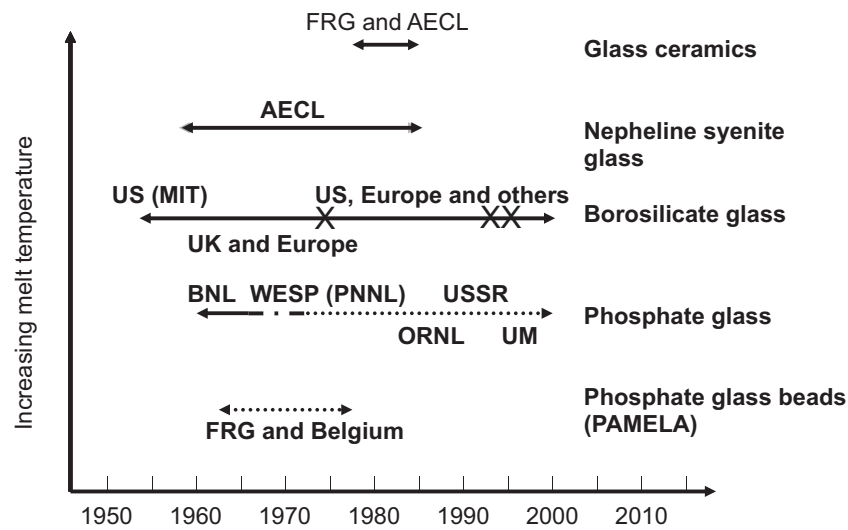 FRG and AECL
Glass ceramics
AECL
Nepheline syenite
glass
US (MIT)
US, Europe and others
X
XX
Borosilicate glass
UK and Europe
BNL
WESP (PNNL)
USSR
Phosphate glass
ORNL
UM
Phosphate glass beads
(PAMELA)
FRG and Belgium
Increasing melt temperature
1950 1960 1970 1980 1990 2000 2010